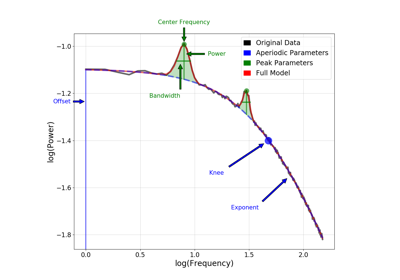 Center Frequency
Original Data
Aperiodic Parameters
Peak Parameters
Full Model
Power
Bandwidth
Offset
Knee
Exponent
−1.0
−1.2
−1.4
−1.6
−1.8
log(Power)
0.0 0.5 1.0 1.5 2.0
log(Frequency)